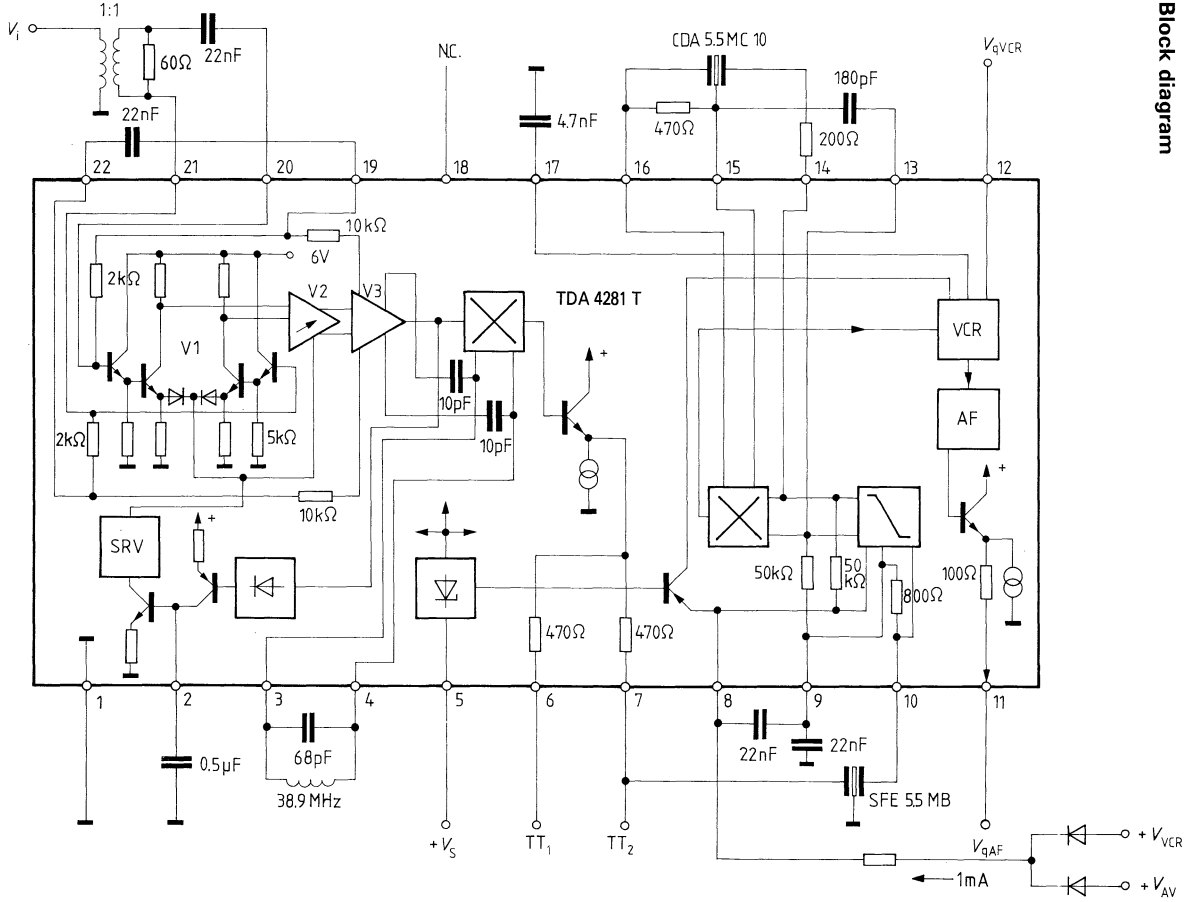 Block diagram
1:1
Vi
60Ω
22nF
22nF
N.C.
4.7nF
CDA 5.5 MC 10
470Ω
180pF
200Ω
VqVCR
22
21
20
19
18
17
16
15
14
13
12
10kΩ
6V
2kΩ
V1
V2
V3
TDA 4281 T
VCR
+
10pF
10pF
AF
2kΩ
5kΩ
10kΩ
+
SRV
+
50kΩ
50
kΩ
800Ω
100Ω
470Ω
470Ω
1
2
3
4
5
6
7
8
9
10
11
0.5µF
68pF
38.9 MHz
22nF
22nF
SFE 5.5 MB
+VS
TT1
TT2
VqAF
1mA
+ VVCR
+ VAV